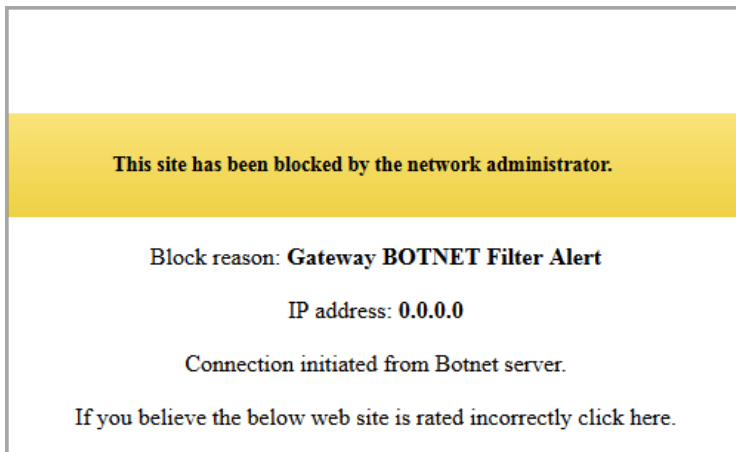 This site has been blocked by the network administrator.
Block reason: Gateway BOTNET Filter Alert
IP address: 0.0.0.0
Connection initiated from Botnet server.
If you believe the below web site is rated incorrectly click here.